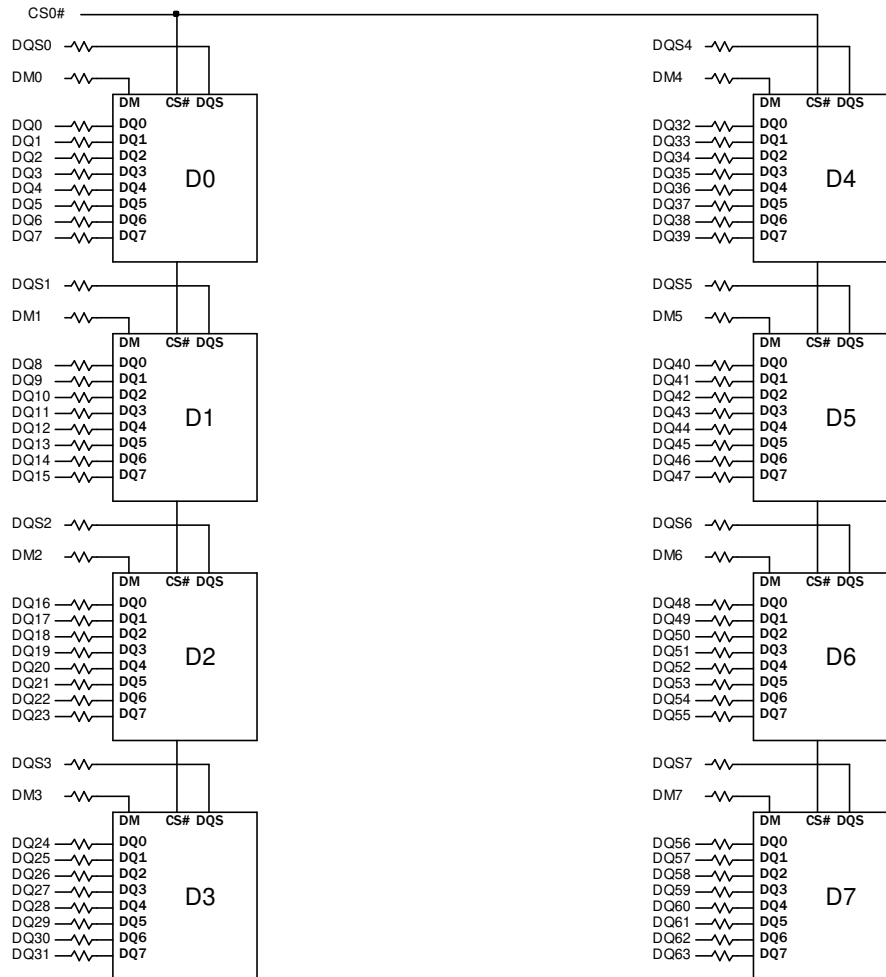 CS0#
DQS0
DM0
DM CS# DQS
DQ0 DQ0
DQ1 DQ1
DQ2 DQ2
DQ3 DQ3
DQ4 DQ4
DQ5 DQ5
DQ6 DQ6
DQ7 DQ7
D0
DQS1
DM1
DM CS# DQS
DQ8 DQ0
DQ9 DQ1
DQ10 DQ2
DQ11 DQ3
DQ12 DQ4
DQ13 DQ5
DQ14 DQ6
DQ15 DQ7
D1
DQS2
DM2
DM CS# DQS
DQ16 DQ0
DQ17 DQ1
DQ18 DQ2
DQ19 DQ3
DQ20 DQ4
DQ21 DQ5
DQ22 DQ6
DQ23 DQ7
D2
DQS3
DM3
DM CS# DQS
DQ24 DQ0
DQ25 DQ1
DQ26 DQ2
DQ27 DQ3
DQ28 DQ4
DQ29 DQ5
DQ30 DQ6
DQ31 DQ7
D3
DQS4
DM4
DM CS# DQS
DQ32 DQ0
DQ33 DQ1
DQ34 DQ2
DQ35 DQ3
DQ36 DQ4
DQ37 DQ5
DQ38 DQ6
DQ39 DQ7
D4
DQS5
DM5
DM CS# DQS
DQ40 DQ0
DQ41 DQ1
DQ42 DQ2
DQ43 DQ3
DQ44 DQ4
DQ45 DQ5
DQ46 DQ6
DQ47 DQ7
D5
DQS6
DM6
DM CS# DQS
DQ48 DQ0
DQ49 DQ1
DQ50 DQ2
DQ51 DQ3
DQ52 DQ4
DQ53 DQ5
DQ54 DQ6
DQ55 DQ7
D6
DQS7
DM7
DM CS# DQS
DQ56 DQ0
DQ57 DQ1
DQ58 DQ2
DQ59 DQ3
DQ60 DQ4
DQ61 DQ5
DQ62 DQ6
DQ63 DQ7
D7